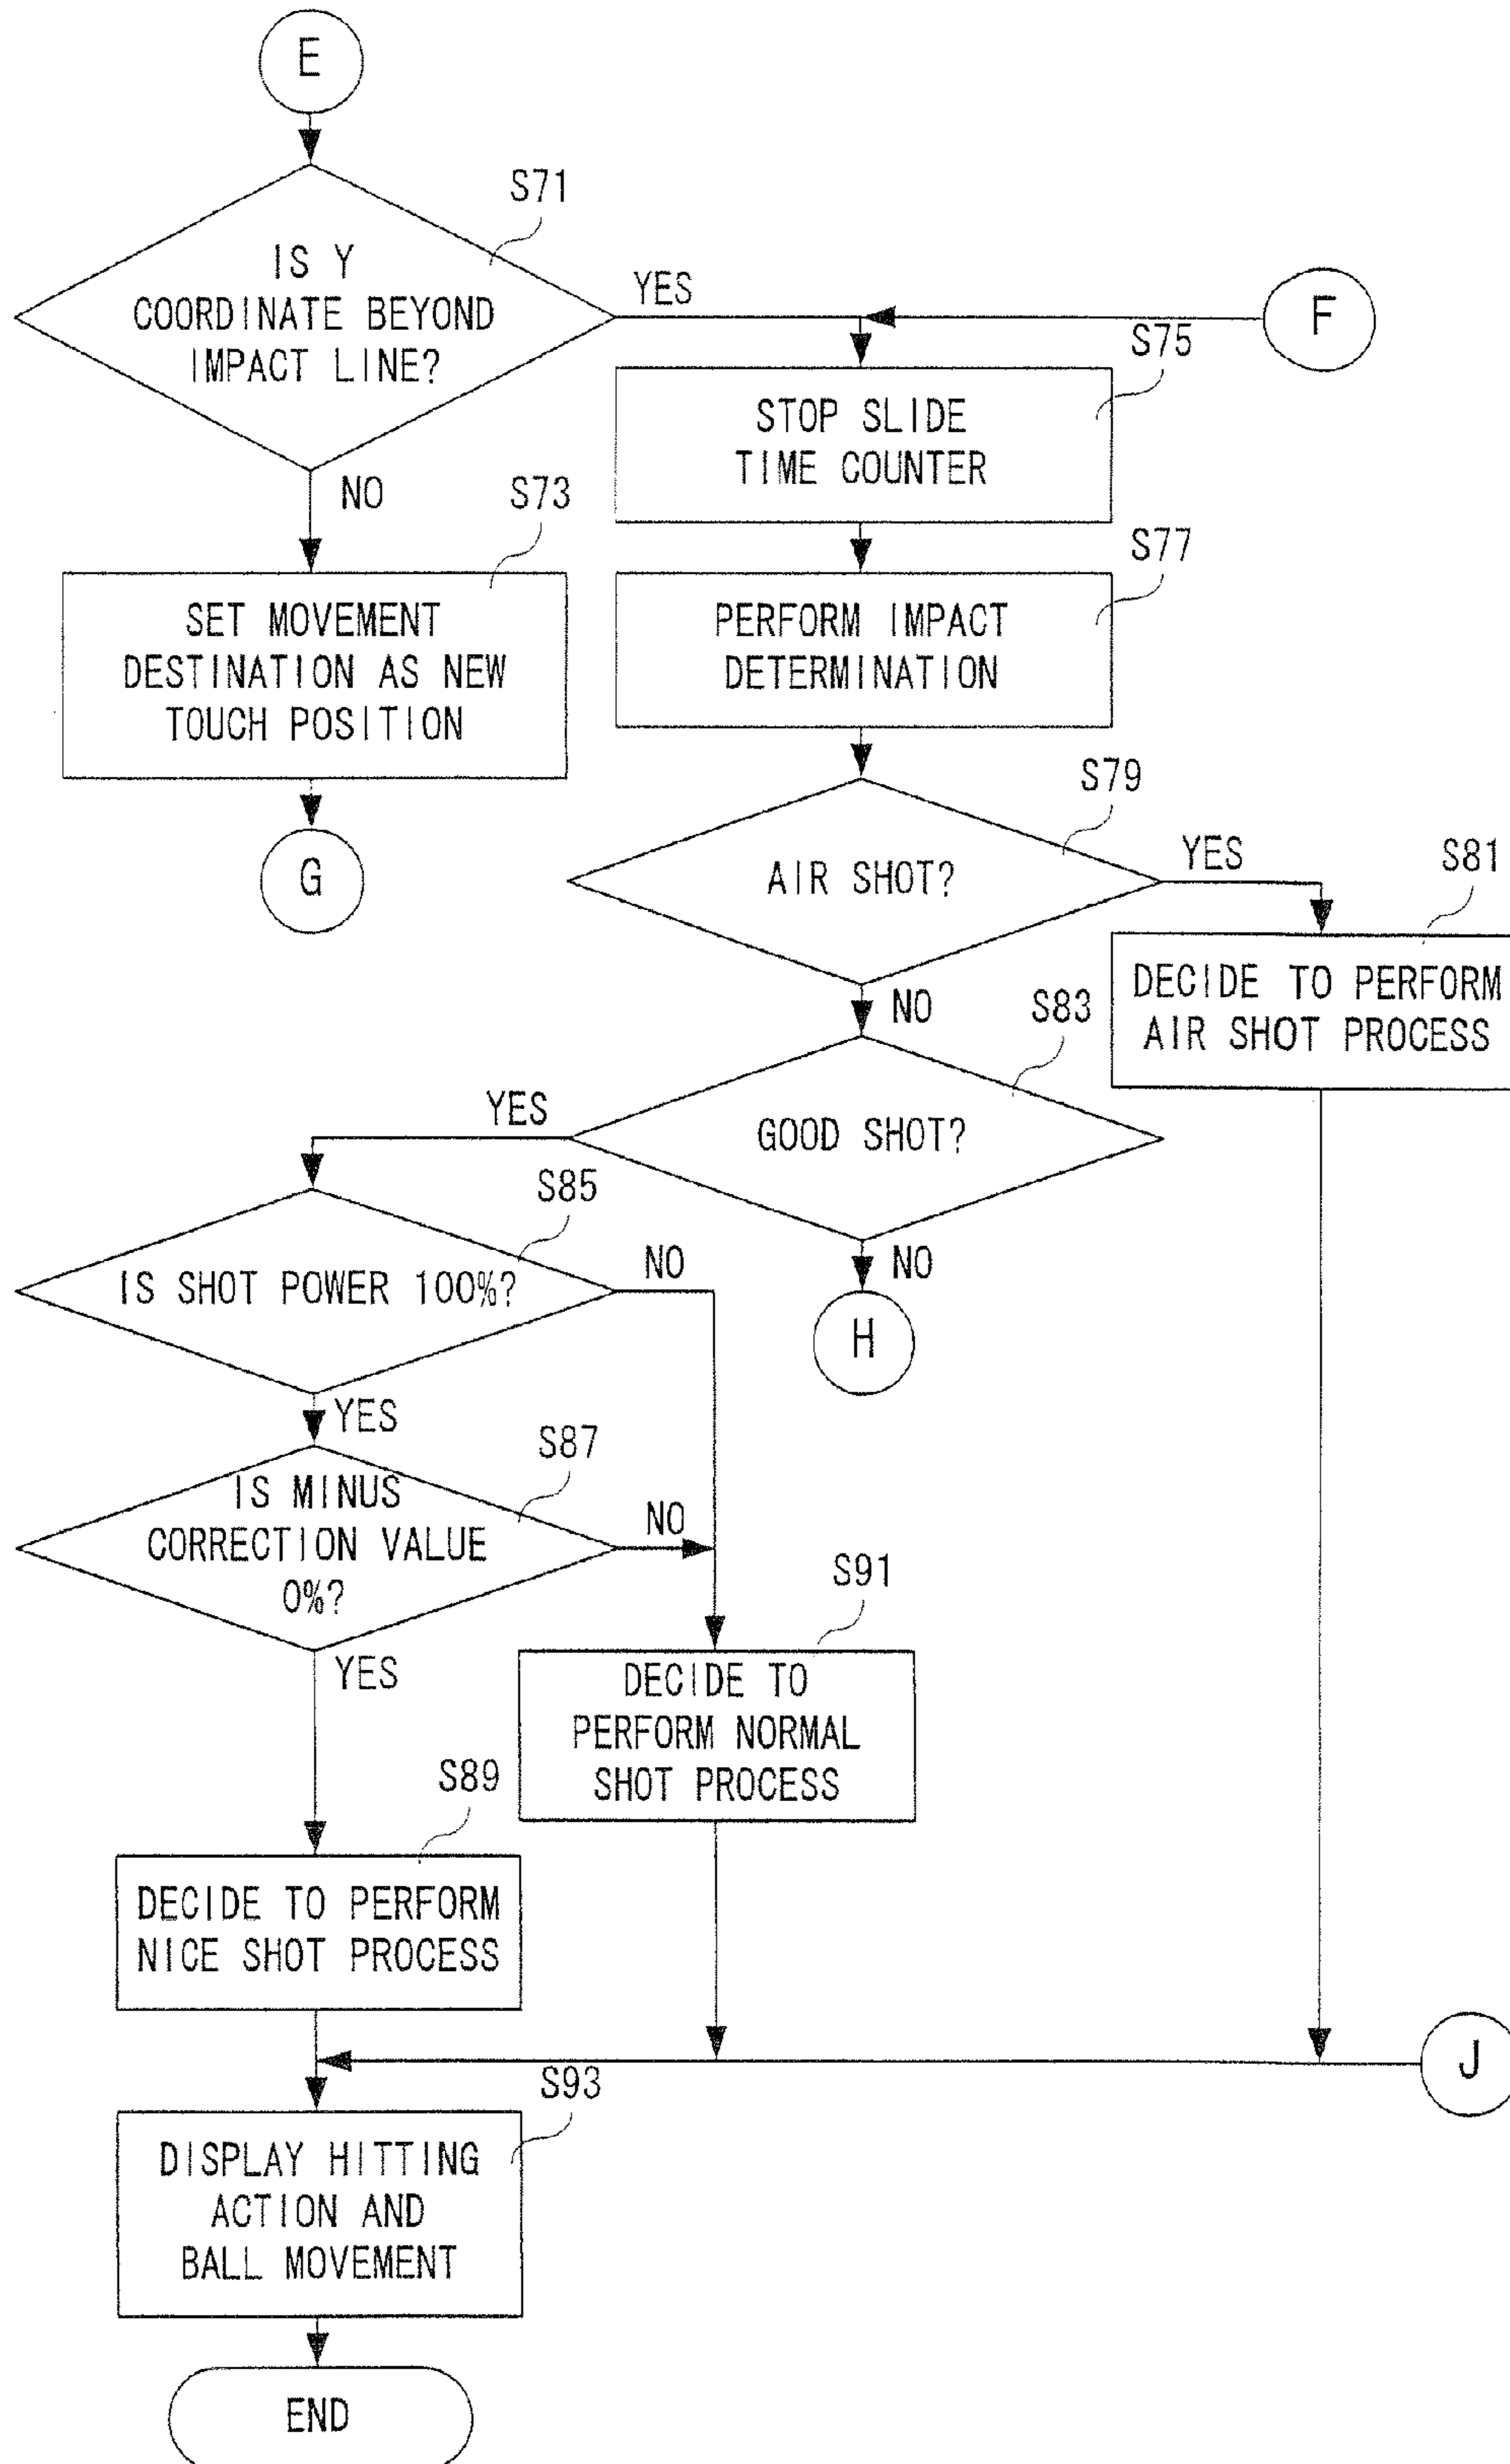 E
S71
IS Y
COORDINATE BEYOND
IMPACT LINE?
YES
F
NO
S75
STOP SLIDE
TIME COUNTER
S73
SET MOVEMENT
DESTINATION AS NEW
TOUCH POSITION
G
S77
PERFORM IMPACT
DETERMINATION
S79
AIR SHOT?
YES
S81
DECIDE TO PERFORM
AIR SHOT PROCESS
NO
S83
GOOD SHOT?
YES
NO
H
S85
IS SHOT POWER 100%?
NO
YES
S87
IS MINUS
CORRECTION VALUE
0%?
NO
YES
S91
DECIDE TO
PERFORM NORMAL
SHOT PROCESS
S89
DECIDE TO PERFORM
NICE SHOT PROCESS
J
S93
DISPLAY HITTING
ACTION AND
BALL MOVEMENT
END